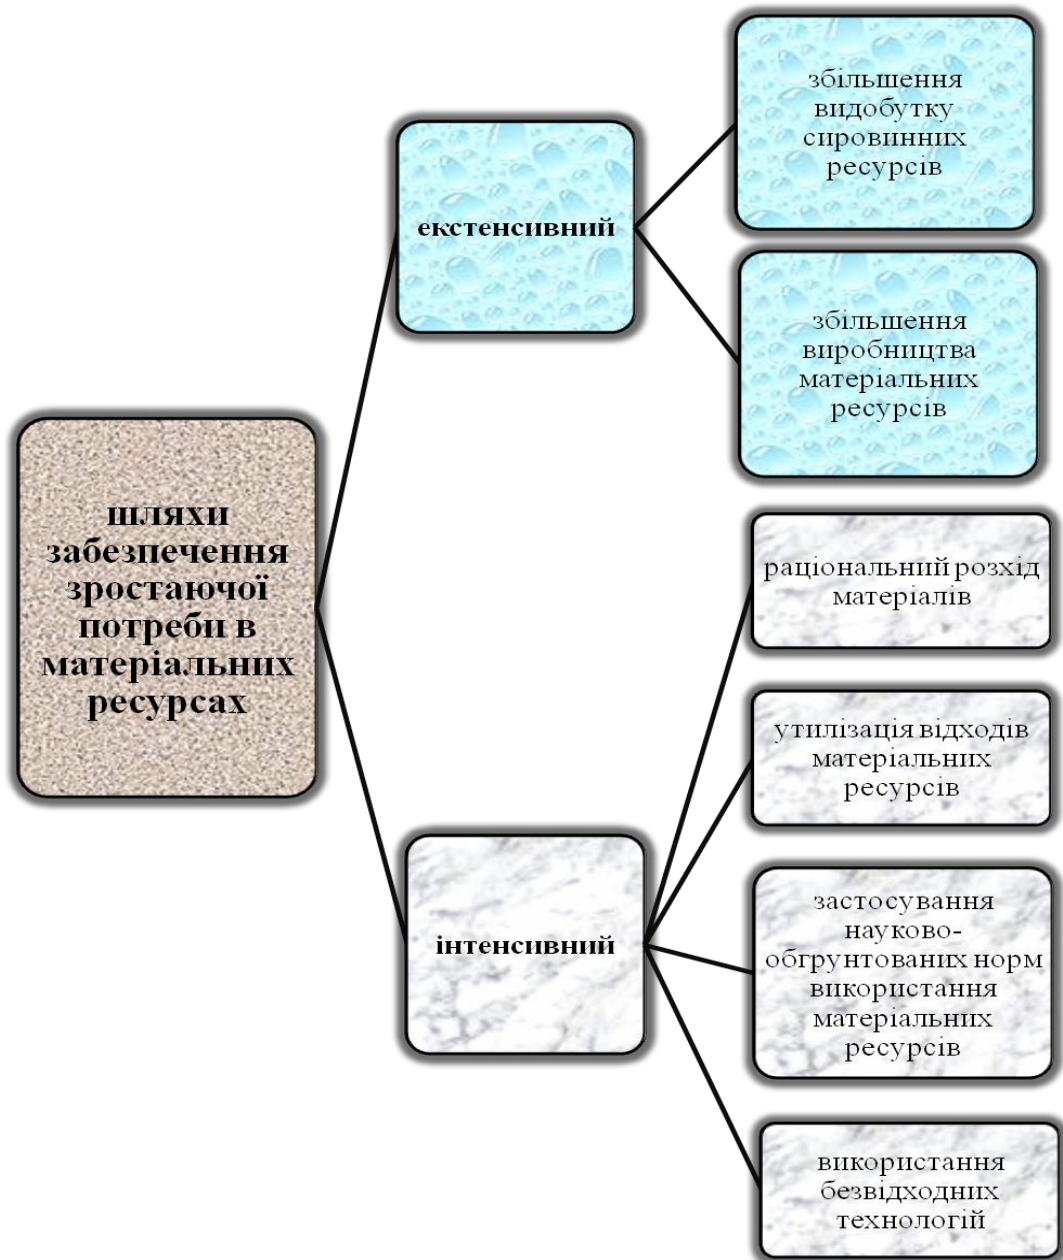 шляхи
забезпечення
зростаючої
потреби в
матеріальних
ресурсах
екстенсивний
збільшення
видобутку
сировинних
ресурсів
збільшення
виробництва
матеріальних
ресурсів
інтенсивний
раціональний розхід
матеріалів
утилізація відходів
матеріальних
ресурсів
застосування
науково-
обгрунтованих норм
використання
матеріальних
ресурсів
використання
безвідходних
технологій